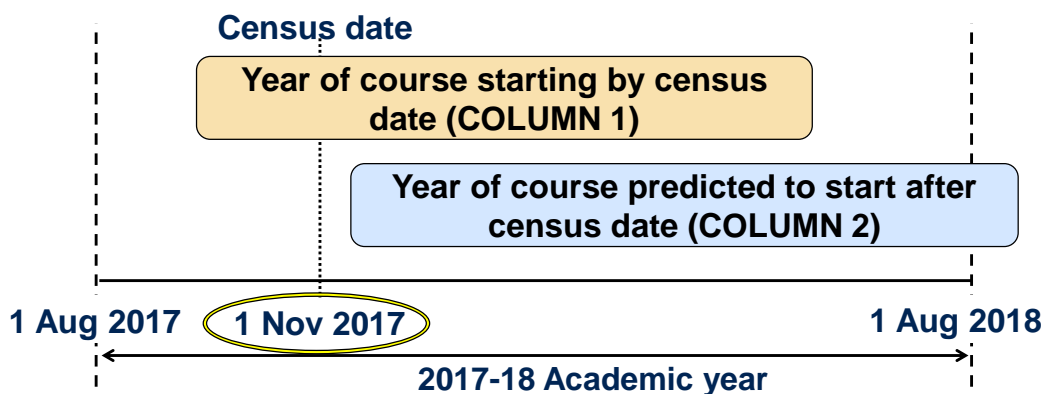 Census date
Year of course starting by census
date (COLUMN 1)
Year of course predicted to start after
census date (COLUMN 2)
1 Aug 2017
1 Nov 2017
1 Aug 2018
2017-18 Academic year